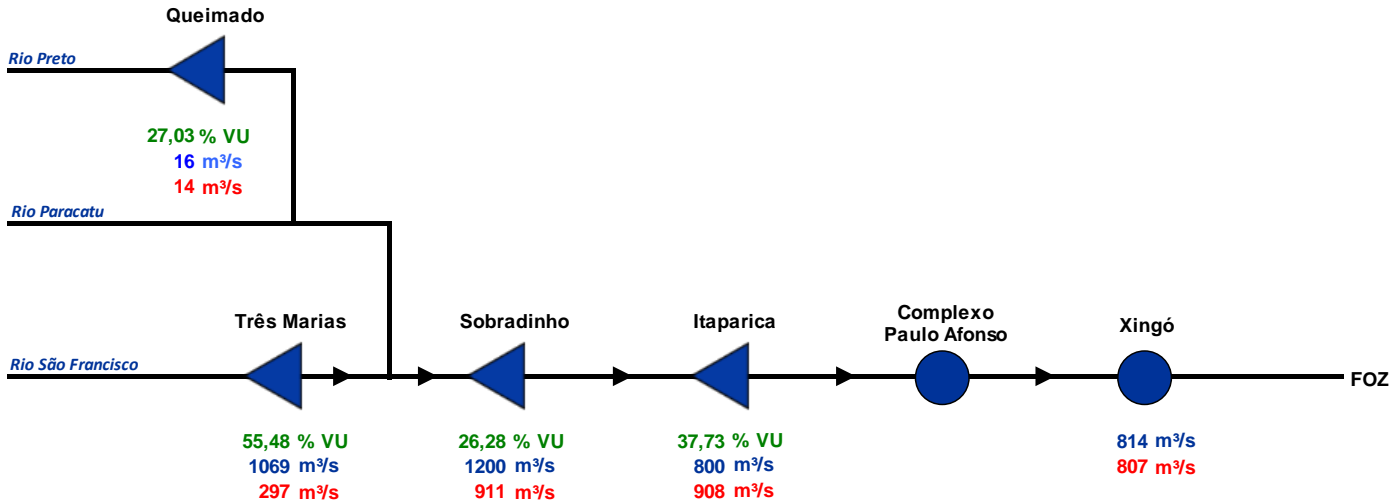 Queimado
Rio Preto
27,03 % VU
16 m³/s
14 m³/s
Rio Paracatu
Três Marias
Sobradinho
Itaparica
Complexo
Paulo Afonso
Xingó
Rio São Francisco
FOZ
55,48 % VU
1069 m³/s
297 m³/s
26,28 % VU
1200 m³/s
911 m³/s
37,73 % VU
800 m³/s
908 m³/s
814 m³/s
807 m³/s